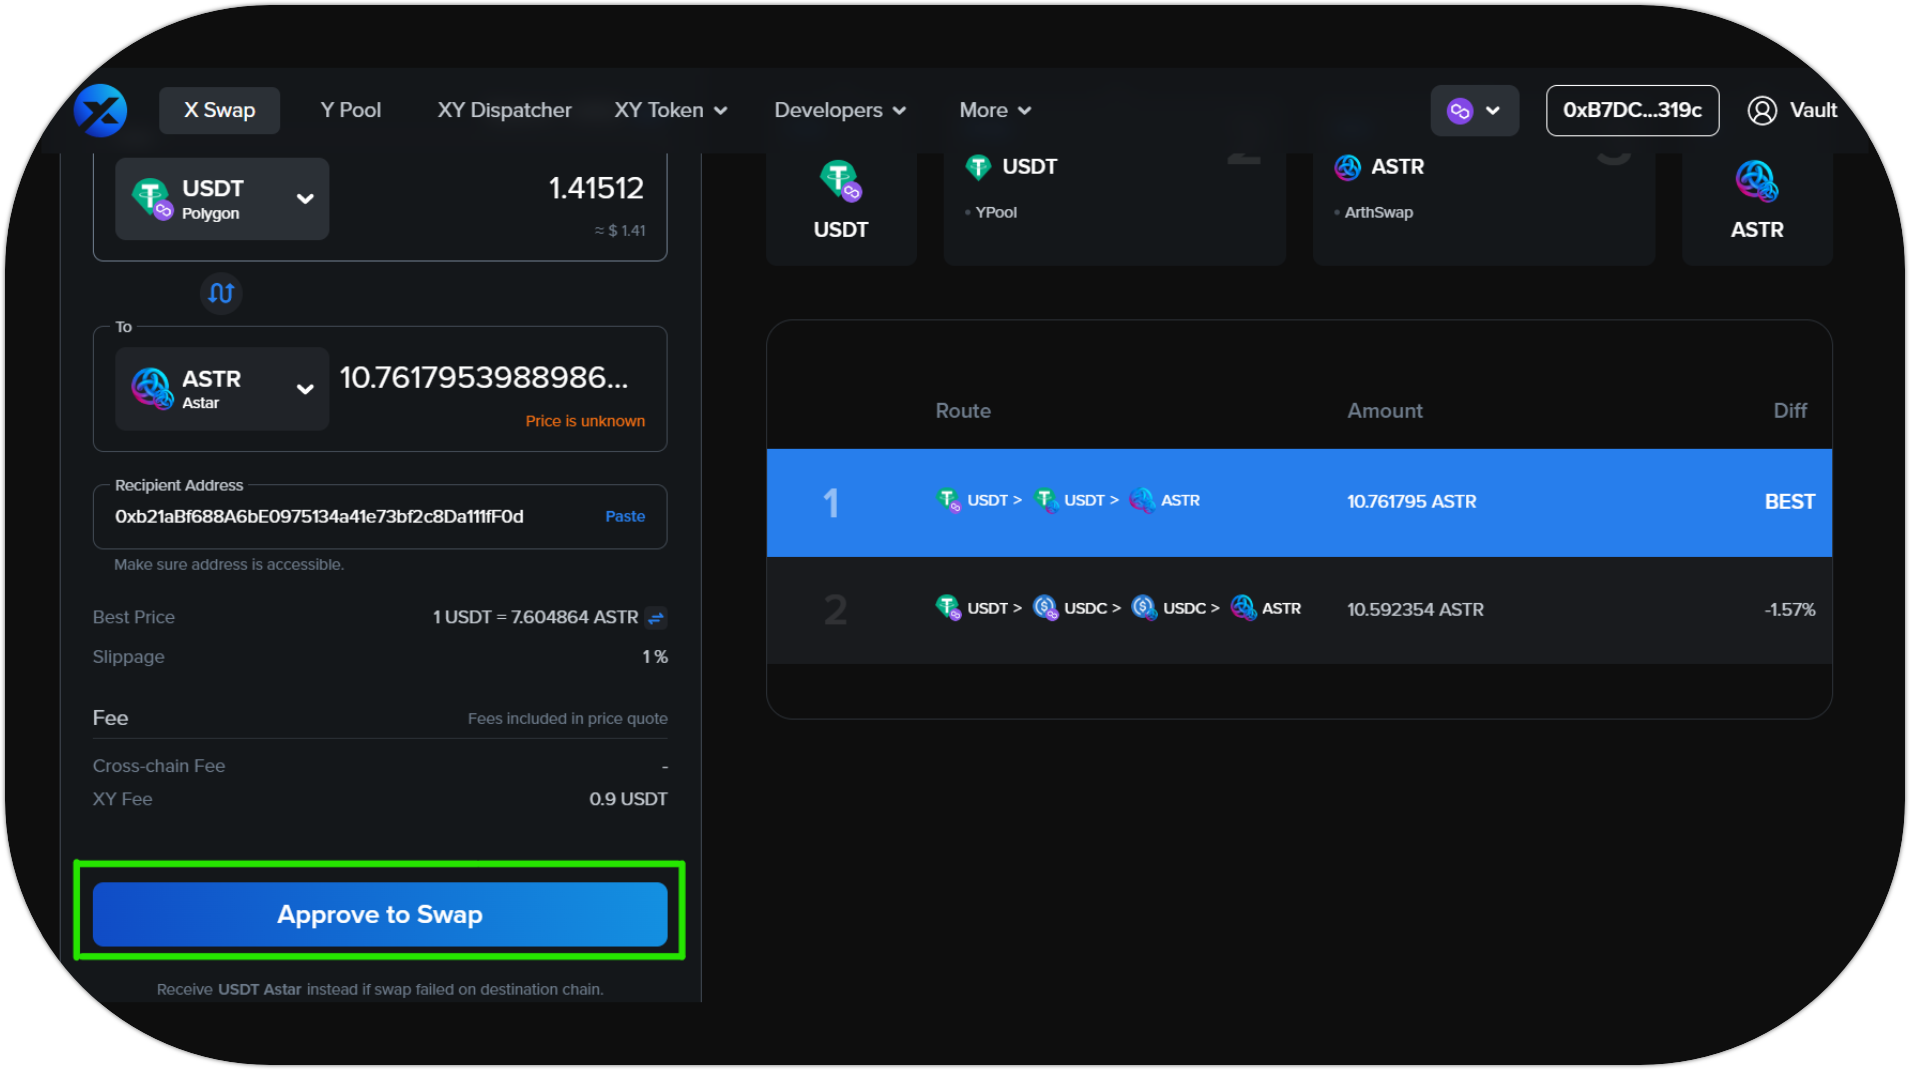 X Swap
Y Pool
XY Dispatcher
XY Token
Developers
More
0xB7DC...319c
Vault
USDT
Polygon
1.41512
≈ $ 1.41
To
ASTR
Astar
10.7617953988986...
Price is unknown
Recipient Address
0xb21aBf688A6bE0975134a41e73bf2c8Da111fF0d
Paste
Make sure address is accessible.
Best Price
1 USDT = 7.604864 ASTR
Slippage
1 %
Fee
Fees included in price quote
Cross-chain Fee
-
XY Fee
0.9 USDT
Approve to Swap
Receive USDT Astar instead if swap failed on destination chain.
USDT
USDT
• YPool
ASTR
• ArthSwap
ASTR
Route
Amount
Diff
1
USDT > USDT > ASTR
10.761795 ASTR
BEST
2
USDT > USDC > USDC > ASTR
10.592354 ASTR
-1.57%